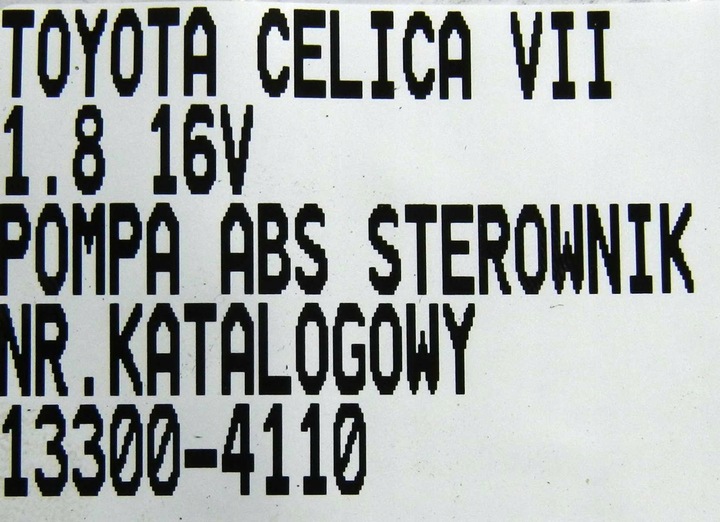 TOYOTA CELICA VII
1.8 16V
POMPA ABS STEROWNIK
NR.KATALOGOWY
13300-4110